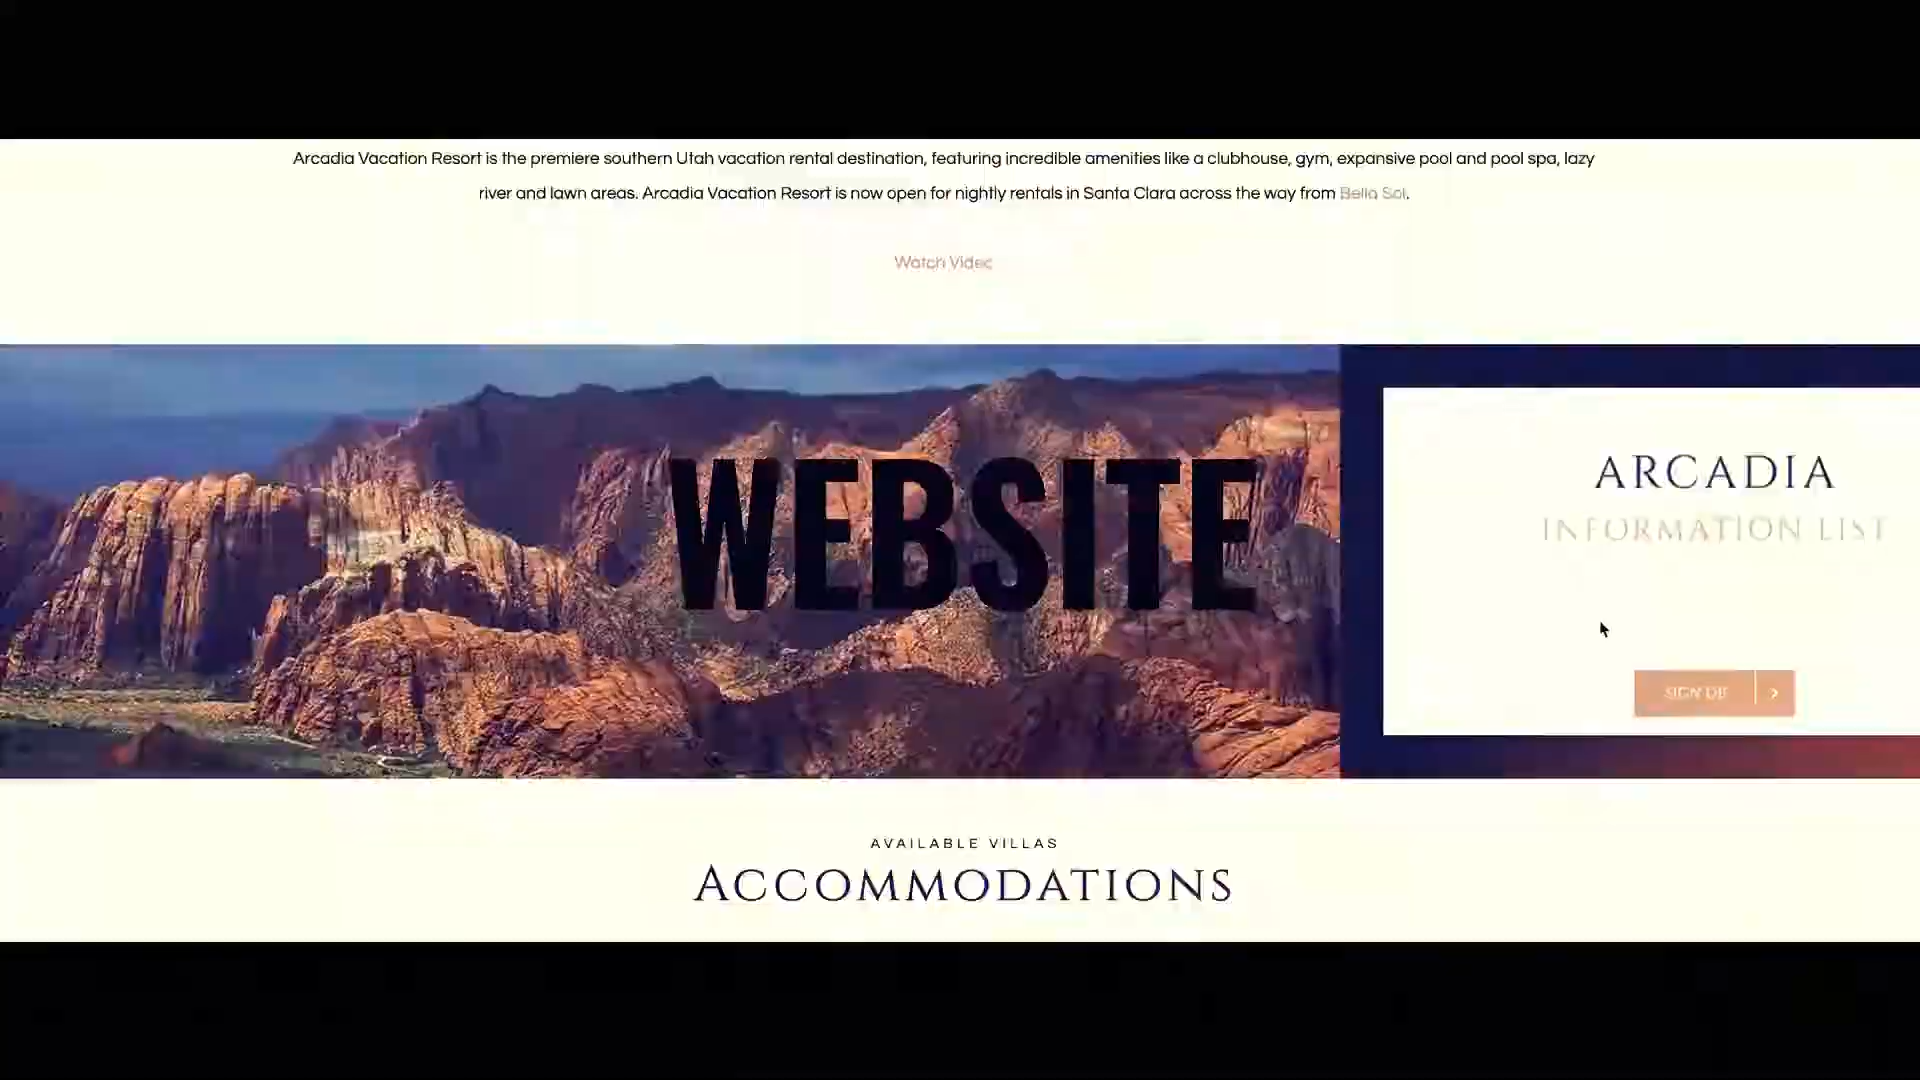 Arcadia Vacation Resort is the premiere southern Utah vacation rental destination, featuring incredible amenities like a clubhouse, gym, expansive pool and pool spa, lazy
river and lawn areas. Arcadia Vacation Resort is now open for nightly rentals in Santa Clara across the way from Bella Sol.
Watch Video
WEBSITE
ARCADIA
INFORMATION LIST
SIGN UP
AVAILABLE VILLAS
ACCOMMODATIONS